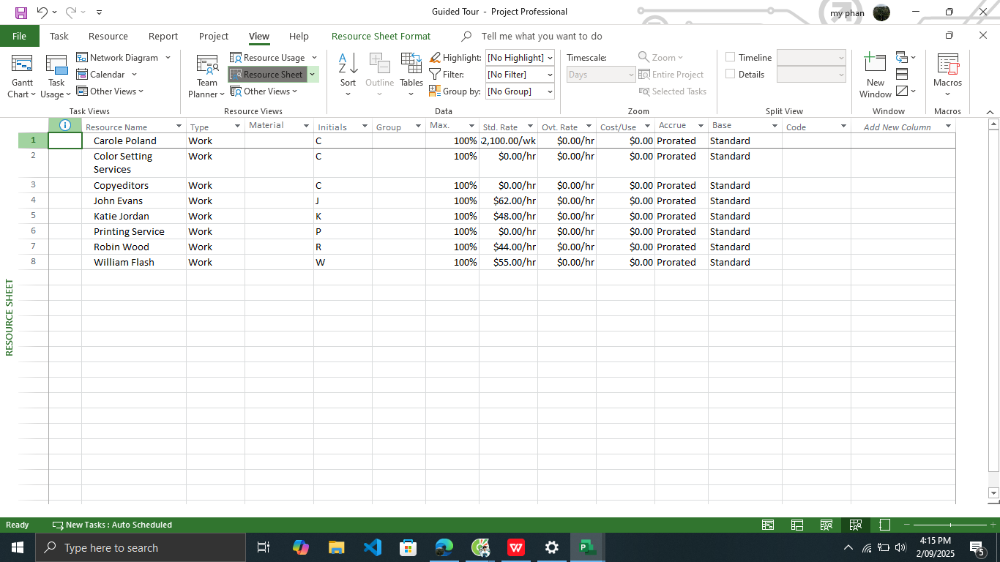 Guided Tour  -  Project Professional
my phan
File Task Resource Report Project View Help Resource Sheet Format Tell me what you want to do
Gantt Chart
Task Usage
Network Diagram
Calendar
Other Views
Task Views
Team Planner
Resource Usage
Resource Sheet
Other Views
Resource Views
Sort
Outline
Tables
Highlight: [No Highlight]
Filter: [No Filter]
Group by: [No Group]
Data
Timescale:
Days
Zoom
Entire Project
Selected Tasks
Zoom
Timeline
Details
Split View
New Window
Window
Macros
Macros
Resource Name Type Material Initials Group Max. Std. Rate Ovt. Rate Cost/Use Accrue Base Code Add New Column
1 Carole Poland Work C 100% 2,100.00/wk $0.00/hr $0.00 Prorated Standard
2 Color Setting Services Work C 100% $0.00/hr $0.00/hr $0.00 Prorated Standard
3 Copyeditors Work C 100% $0.00/hr $0.00/hr $0.00 Prorated Standard
4 John Evans Work J 100% $62.00/hr $0.00/hr $0.00 Prorated Standard
5 Katie Jordan Work K 100% $48.00/hr $0.00/hr $0.00 Prorated Standard
6 Printing Service Work P 100% $0.00/hr $0.00/hr $0.00 Prorated Standard
7 Robin Wood Work R 100% $44.00/hr $0.00/hr $0.00 Prorated Standard
8 William Flash Work W 100% $55.00/hr $0.00/hr $0.00 Prorated Standard
RESOURCE SHEET
Ready New Tasks : Auto Scheduled
Type here to search
4:15 PM
2/09/2025
5